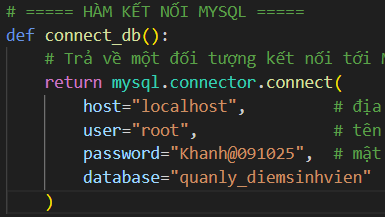 # ===== HÀM KẾT NỐI MYSQL =====
def connect_db():
# Trả về một đối tượng kết nối tới
return mysql.connector.connect(
host="localhost", # địa
user="root", # tên
password="Khanh@091025", # mật
database="quanly_diemsinhvien"
)